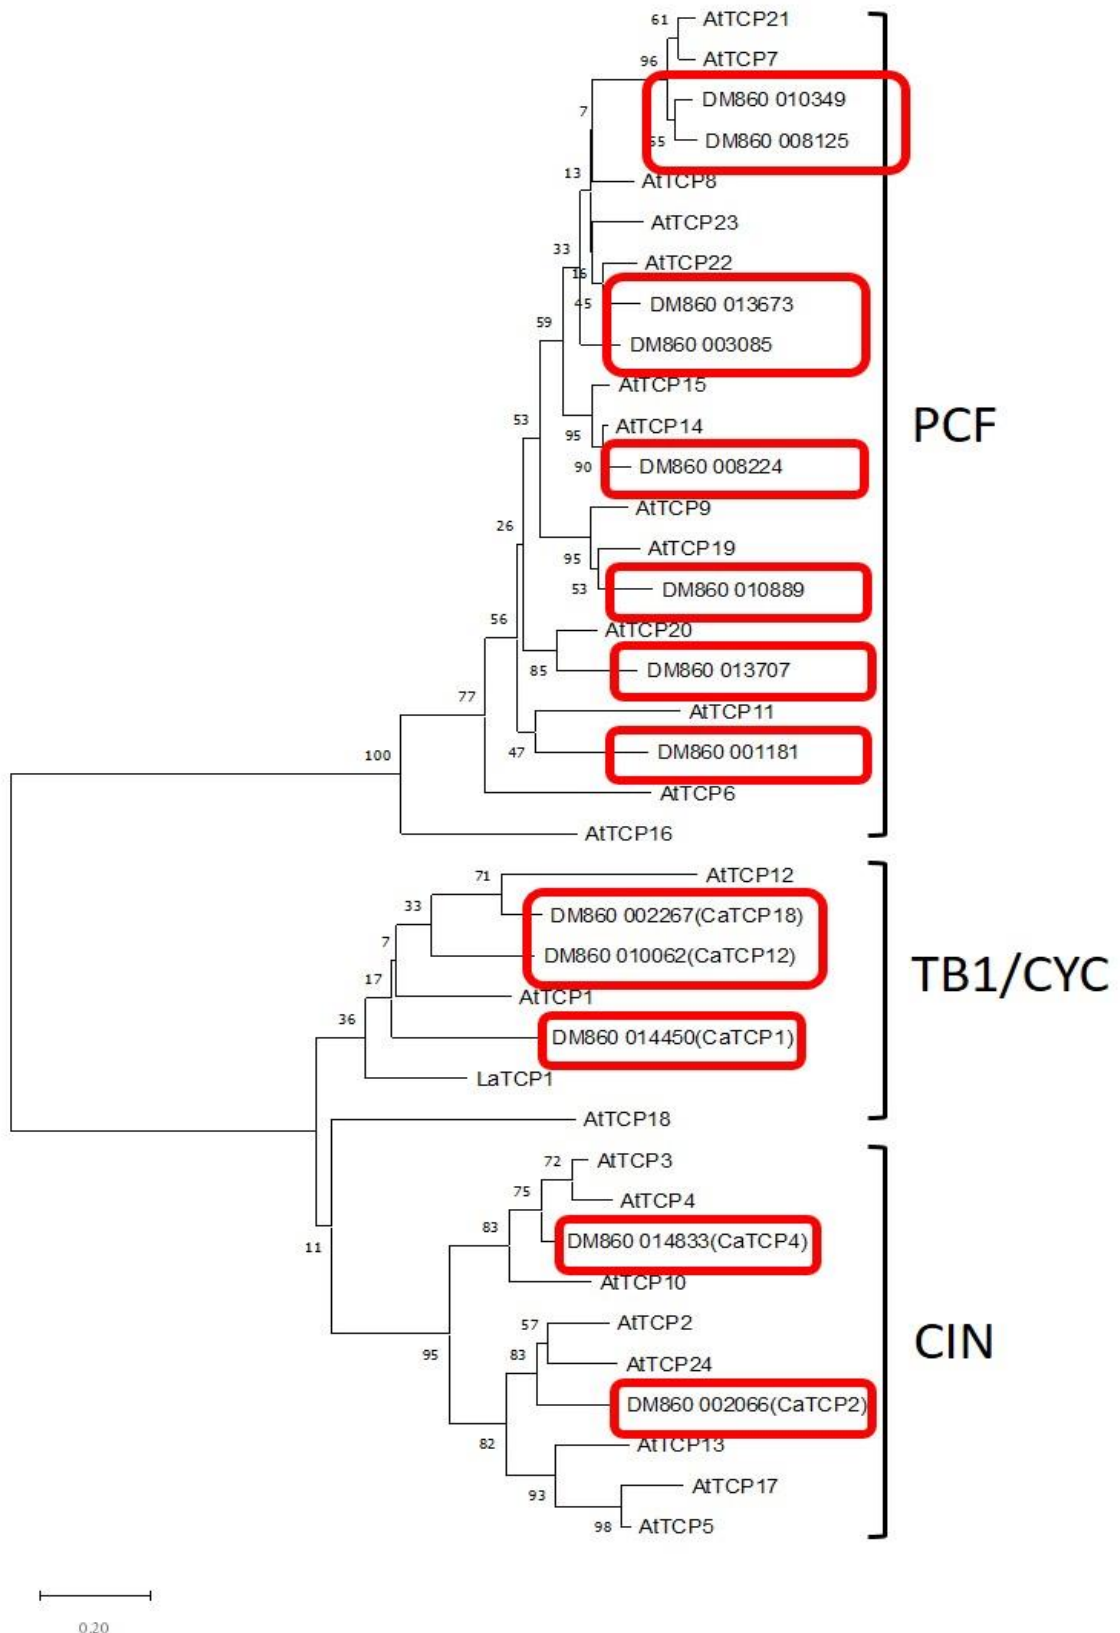 61
AtTCP21
AtTCP7
96
DM860 010349
7
DM860 008125
55
13
AtTCP8
AtTCP23
33
AtTCP22
16
45
DM860 013673
59
DM860 003085
AtTCP15
53
95
AtTCP14
PCF
90
DM860 008224
26
AtTCP9
95
AtTCP19
53
DM860 010889
56
AtTCP20
85
DM860 013707
77
AtTCP11
47
DM860 001181
100
AtTCP6
AtTCP16
71
AtTCP12
33
DM860 002267(CaTCP18)
7
DM860 010062(CaTCP12)
TB1/CYC
17
AtTCP1
36
DM860 014450(CaTCP1)
LaTCP1
AtTCP18
72
AtTCP3
75
AtTCP4
83
DM860 014833(CaTCP4)
11
AtTCP10
57
AtTCP2
CIN
95
83
AtTCP24
DM860 002066(CaTCP2)
82
AtTCP13
93
AtTCP17
98
AtTCP5
0.20